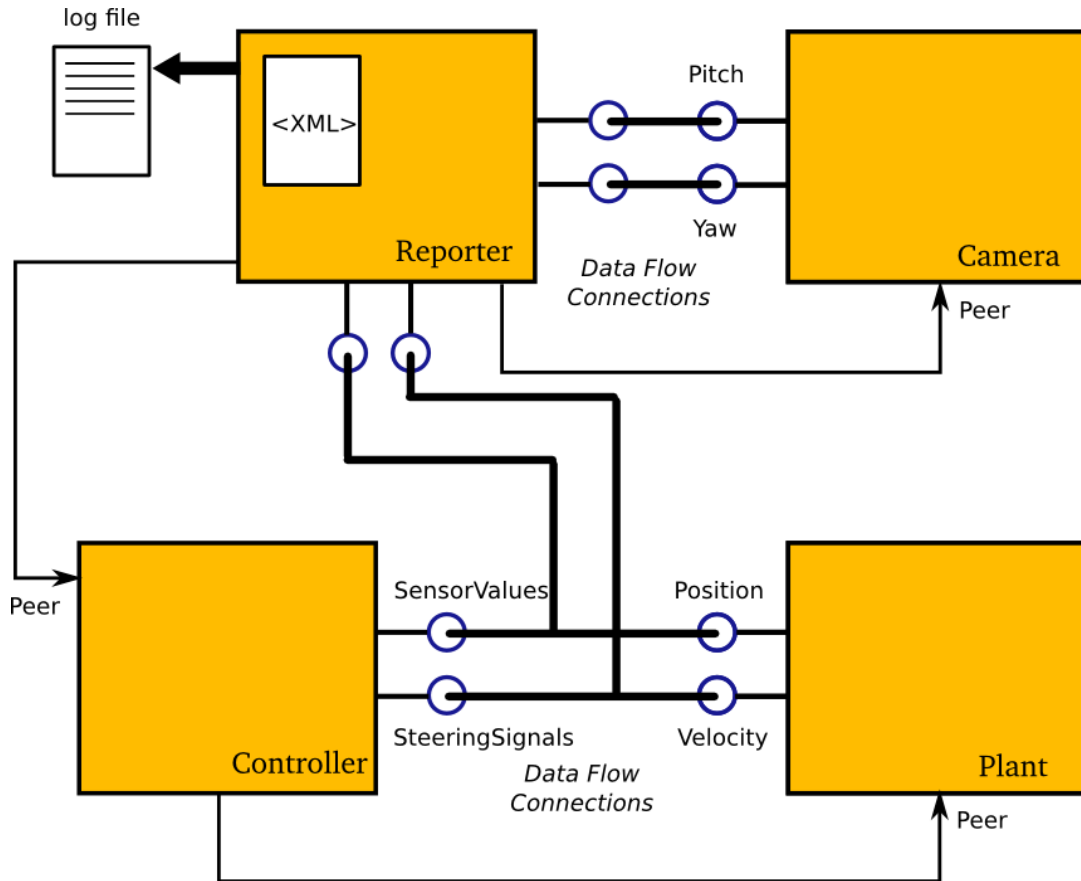 log file
<XML>
Reporter
Pitch
Yaw
Data Flow
Connections
Camera
Peer
Peer
SensorValues
Position
SteeringSignals
Velocity
Controller
Data Flow
Connections
Plant
Peer